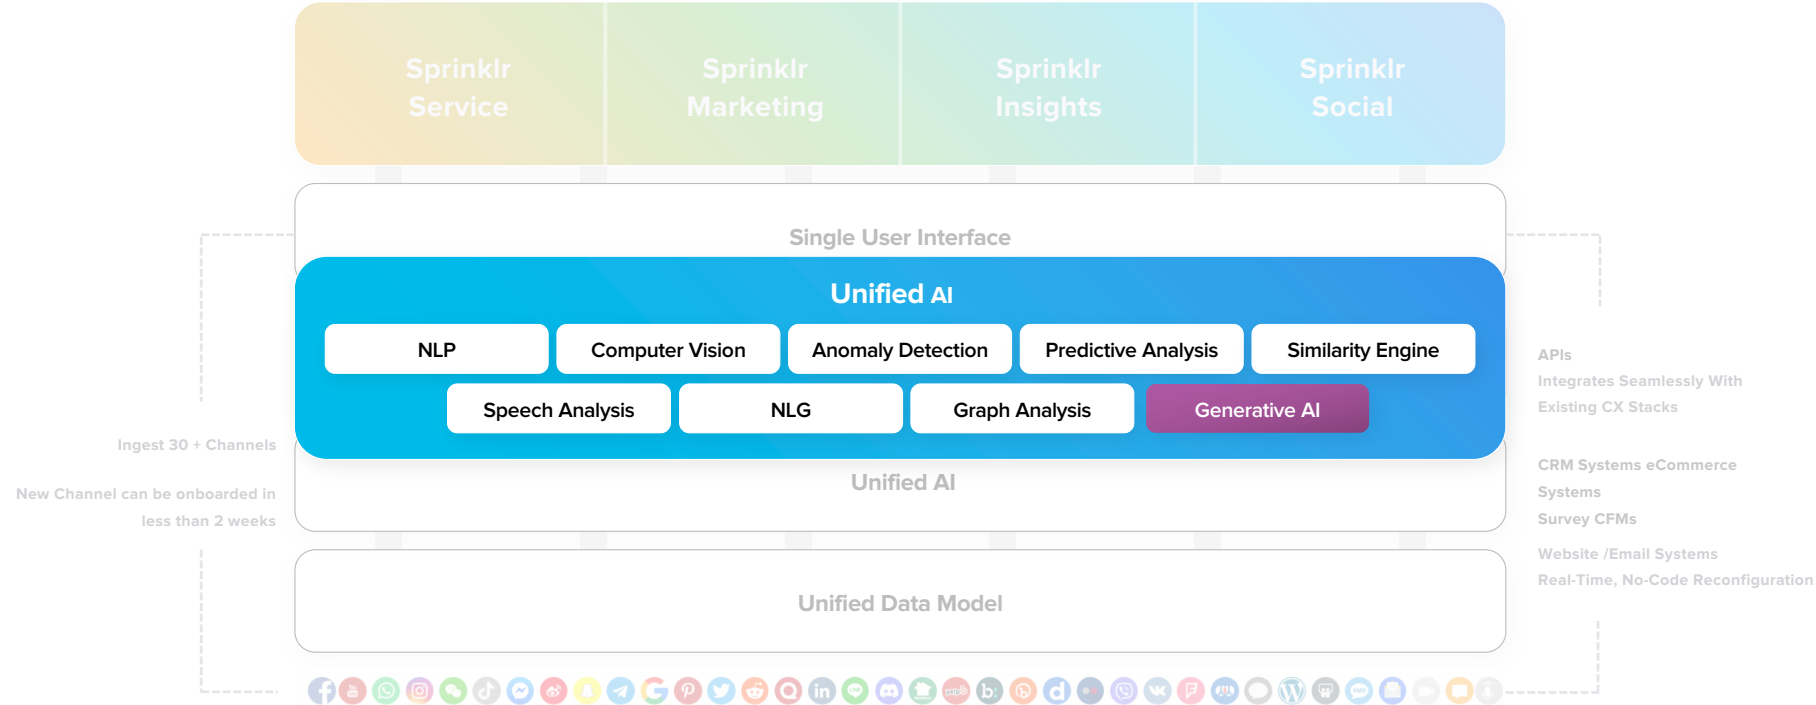 Sprinklr
Service
Sprinklr
Marketing
Sprinklr
Insights
Sprinklr
Social
Single User Interface
Unified AI
NLP
Computer Vision
Anomaly Detection
Predictive Analysis
Similarity Engine
Speech Analysis
NLG
Graph Analysis
Generative AI
Unified AI
Unified Data Model
Ingest 30 + Channels
New Channel can be onboarded in
less than 2 weeks
APIs
Integrates Seamlessly With
Existing CX Stacks
CRM Systems eCommerce
Systems
Survey CFMs
Website /Email Systems
Real-Time, No-Code Reconfiguration